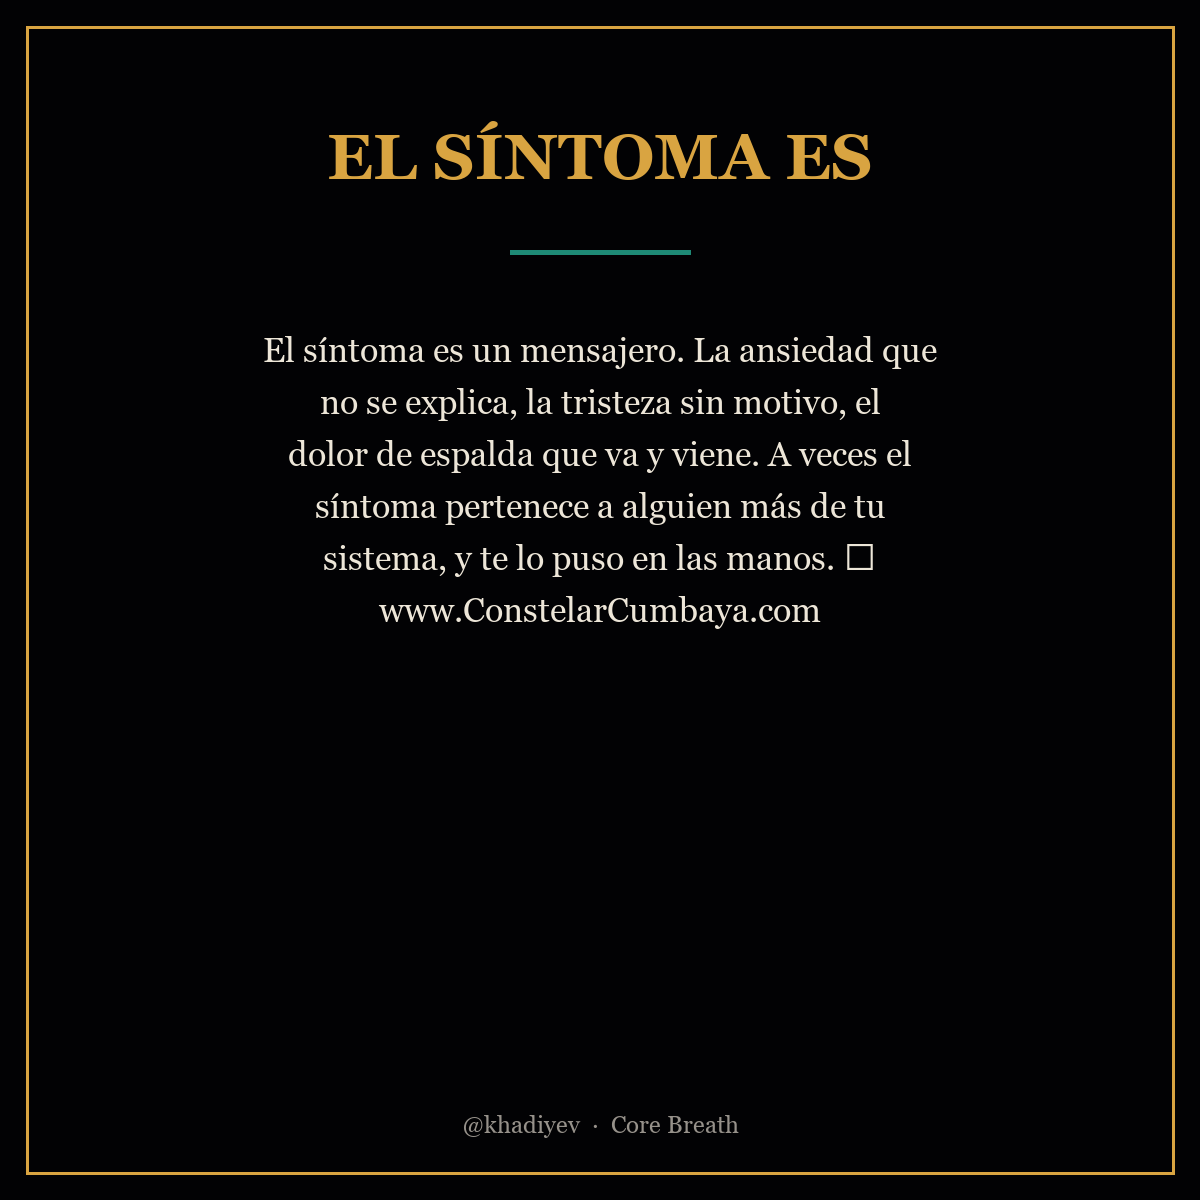 EL SÍNTOMA ES
El síntoma es un mensajero. La ansiedad que
no se explica, la tristeza sin motivo, el
dolor de espalda que va y viene. A veces el
síntoma pertenece a alguien más de tu
sistema, y te lo puso en las manos. □
www.ConstelarCumbaya.com
@khadiyev · Core Breath